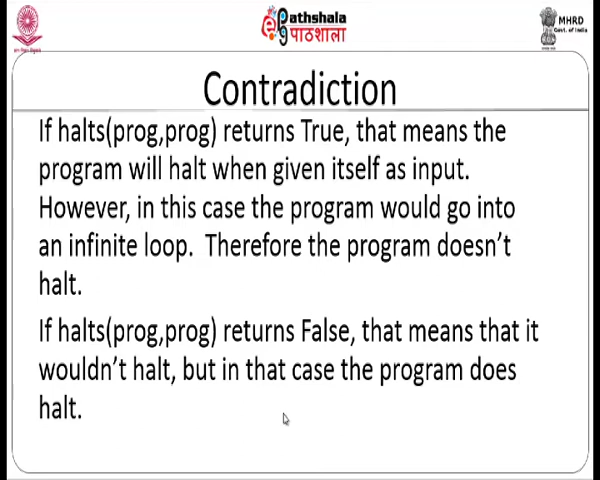 Pathshala
पाठशाला
MHRD
Govt. of India
Contradiction
If halts(prog,prog) returns True, that means the
program will halt when given itself as input.
However, in this case the program would go into
an infinite loop. Therefore the program doesn't
halt.
If halts(prog,prog) returns False, that means that it
wouldn't halt, but in that case the program does
halt.